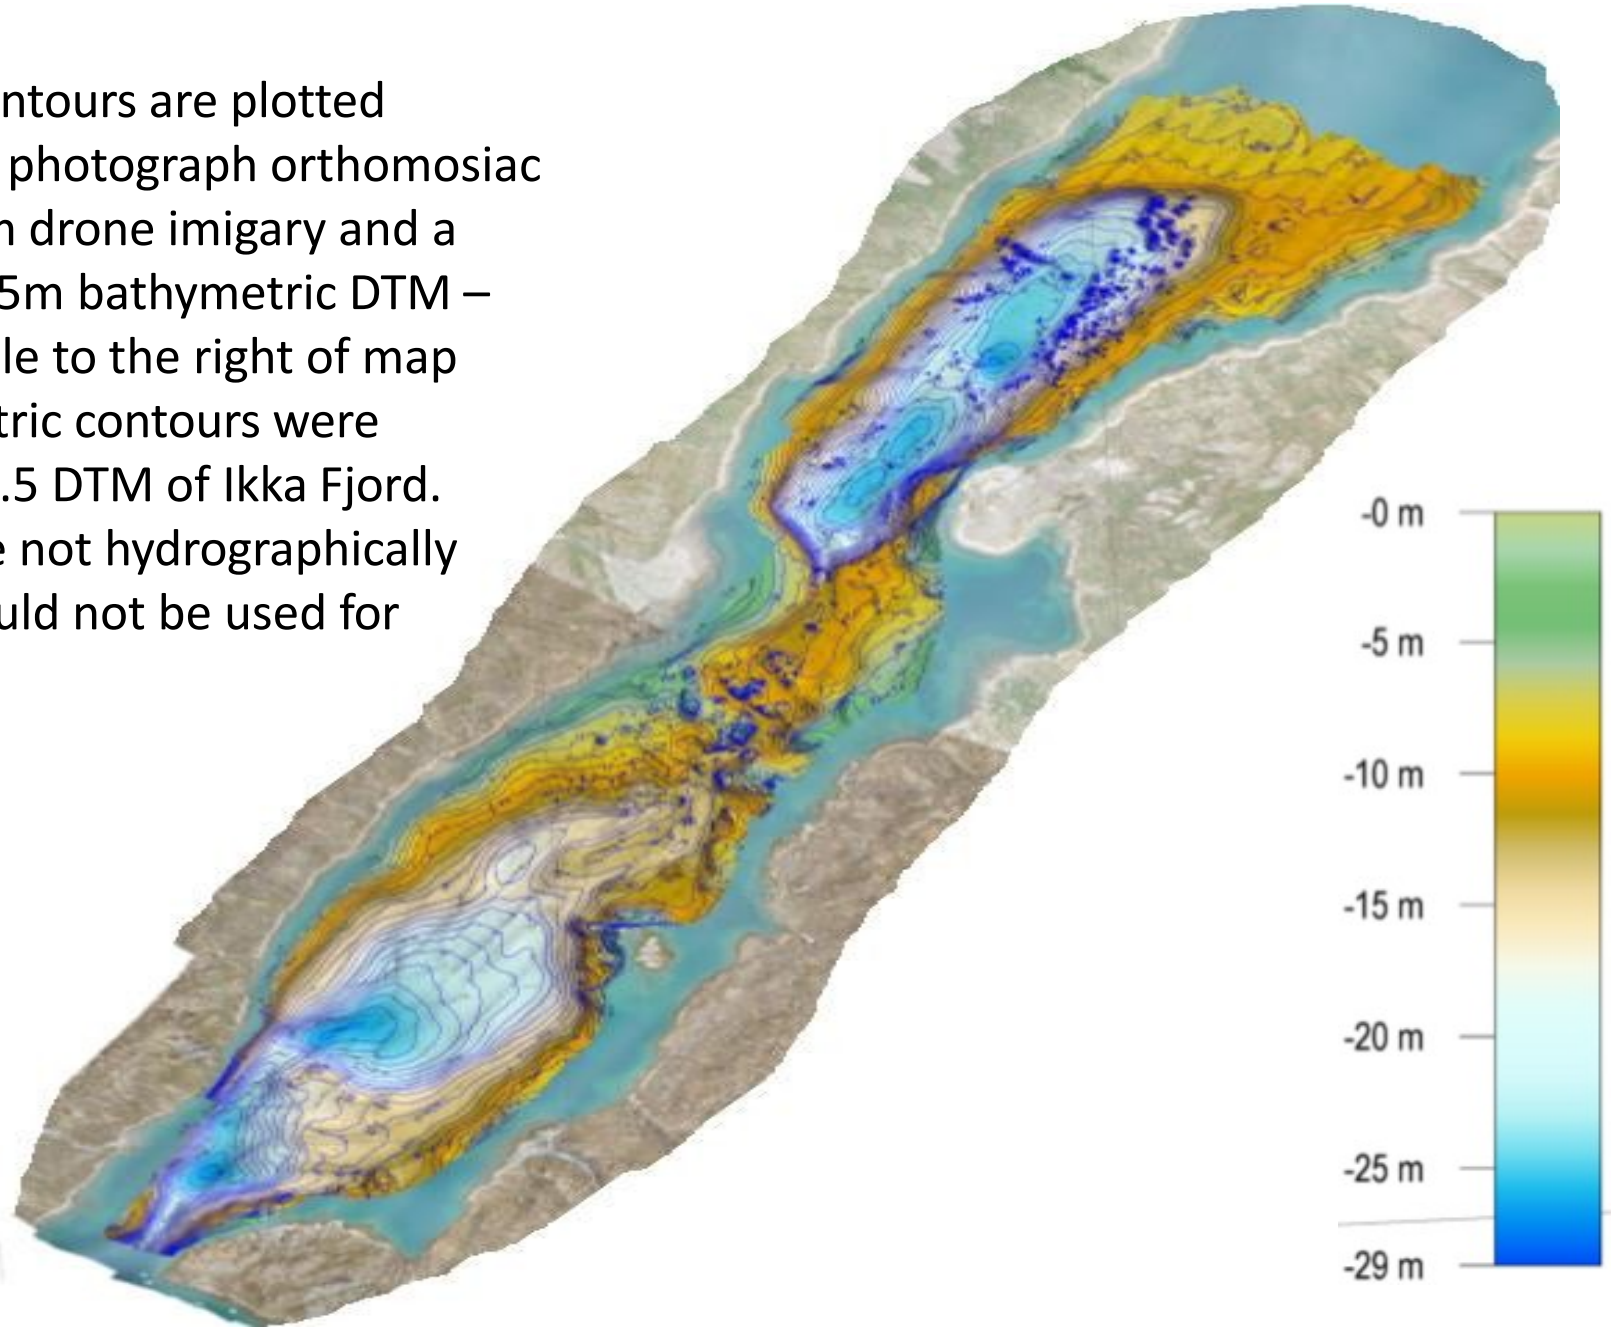 ntours are plotted
photograph orthomosiac
n drone imigary and a
5m bathymetric DTM –
le to the right of map
tric contours were
.5 DTM of Ikka Fjord.
e not hydrographically
uld not be used for
-0 m
-5 m
-10 m
-15 m
-20 m
-25 m
-29 m